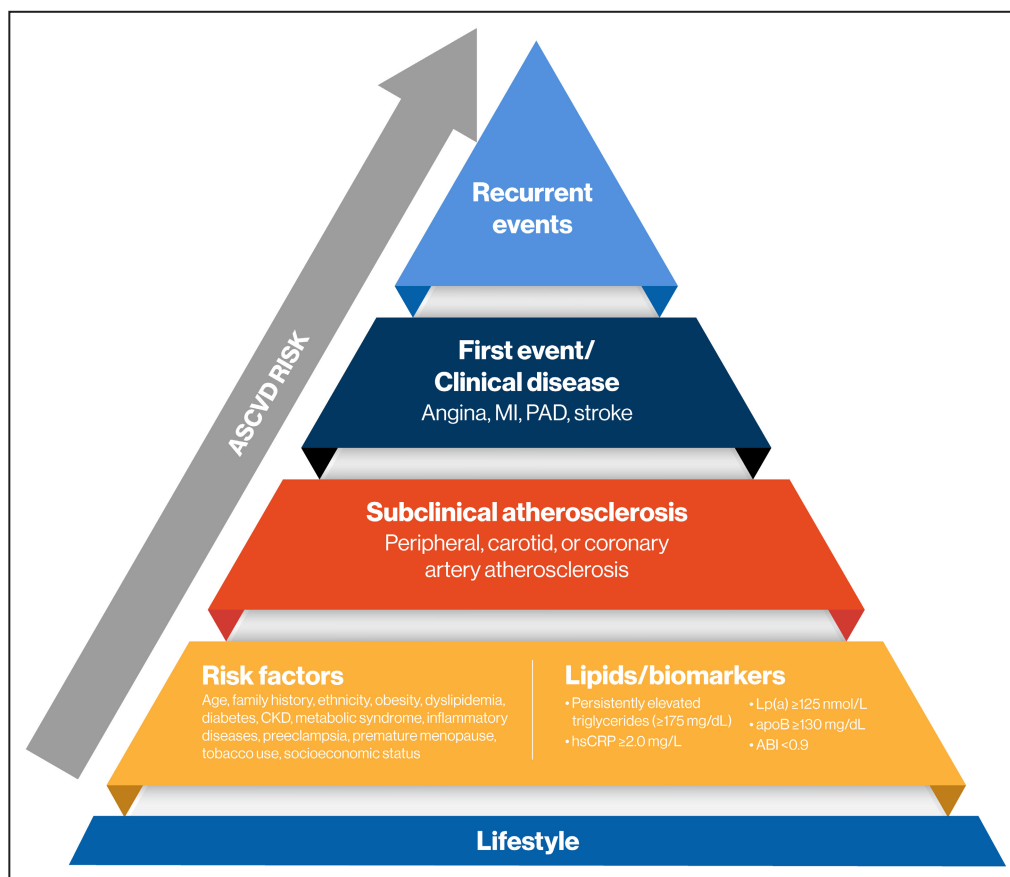 Recurrent
events
ASCVD RISK
First event/
Clinical disease
Angina, MI, PAD, stroke
Subclinical atherosclerosis
Peripheral, carotid, or coronary
artery atherosclerosis
Risk factors
Age, family history, ethnicity, obesity, dyslipidemia,
diabetes, CKD, metabolic syndrome, inflammatory
diseases, preeclampsia, premature menopause,
tobacco use, socioeconomic status
Lipids/biomarkers
• Persistently elevated
triglycerides (≥175 mg/dL)
• hsCRP ≥2.0 mg/L
• Lp(a) ≥125 nmol/L
• apoB ≥130 mg/dL
• ABI <0.9
Lifestyle